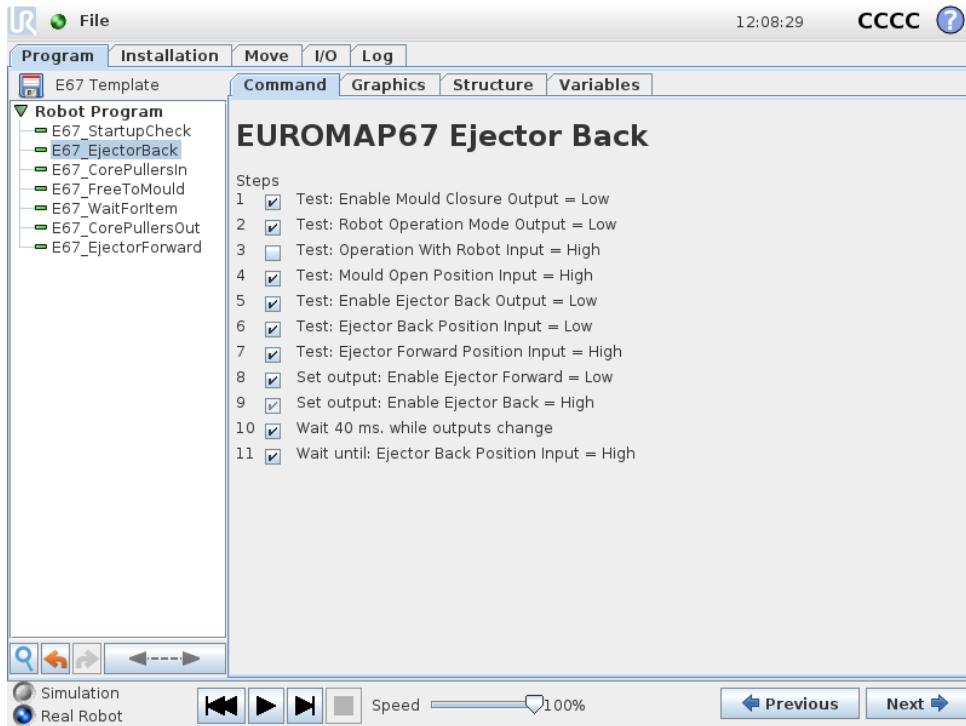 UR File 12:08:29 CCCC ?
Program Installation Move I/O Log
E67 Template Command Graphics Structure Variables
Robot Program
E67_StartupCheck
E67_EjectorBack
E67_CorePullersIn
E67_FreeToMould
E67_WaitForItem
E67_CorePullersOut
E67_EjectorForward
EUROMAP67 Ejector Back
Steps
1 Test: Enable Mould Closure Output = Low
2 Test: Robot Operation Mode Output = Low
3 Test: Operation With Robot Input = High
4 Test: Mould Open Position Input = High
5 Test: Enable Ejector Back Output = Low
6 Test: Ejector Back Position Input = Low
7 Test: Ejector Forward Position Input = High
8 Set output: Enable Ejector Forward = Low
9 Set output: Enable Ejector Back = High
10 Wait 40 ms. while outputs change
11 Wait until: Ejector Back Position Input = High
Simulation
Real Robot
Speed 100% Previous Next